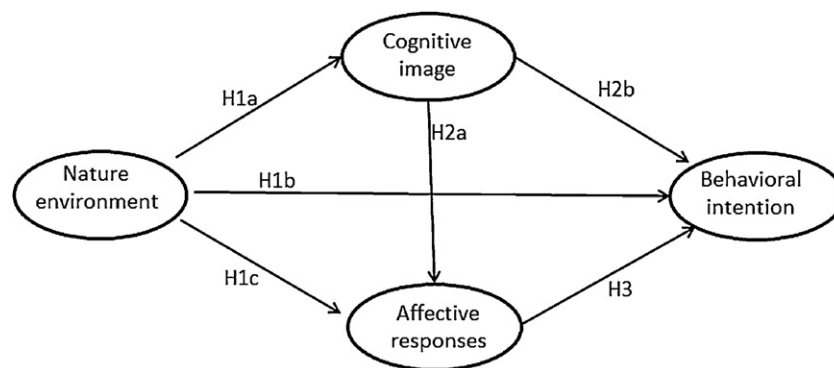 Cognitive
image
H1a
H2b
H2a
Nature
environment
H1b
Behavioral
intention
H1c
H3
Affective
responses